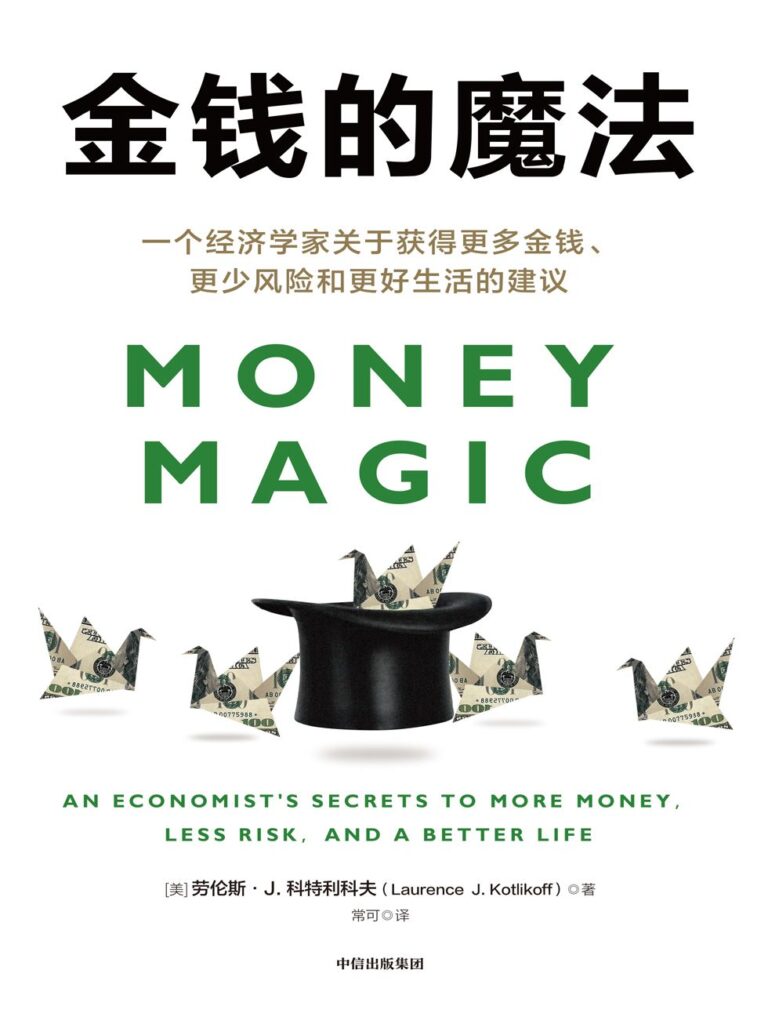 金钱的魔法
一个经济学家关于获得更多金钱、
更少风险和更好生活的建议
MONEY
MAGIC
AN ECONOMIST'S SECRETS TO MORE MONEY,
LESS RISK, AND A BETTER LIFE
[美] 劳伦斯·J. 科特利科夫(Laurence J. Kotlikoff)◎著
常可◎译
中信出版集团